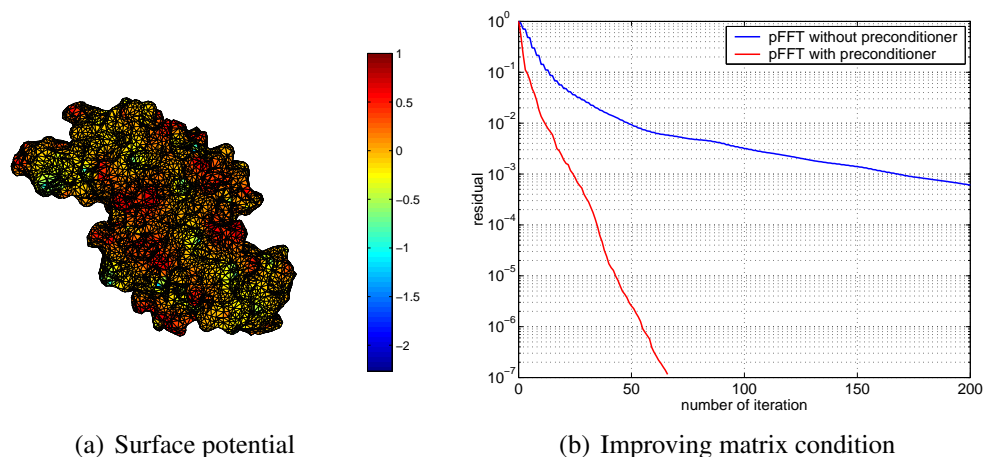 1
0.5
0
−0.5
−1
−1.5
−2
(a) Surface potential
10^0
10^−1
10^−2
10^−3
10^−4
10^−5
10^−6
10^−7
residual
pFFT without preconditioner
pFFT with preconditioner
0 50 100 150 200
number of iteration
(b) Improving matrix condition